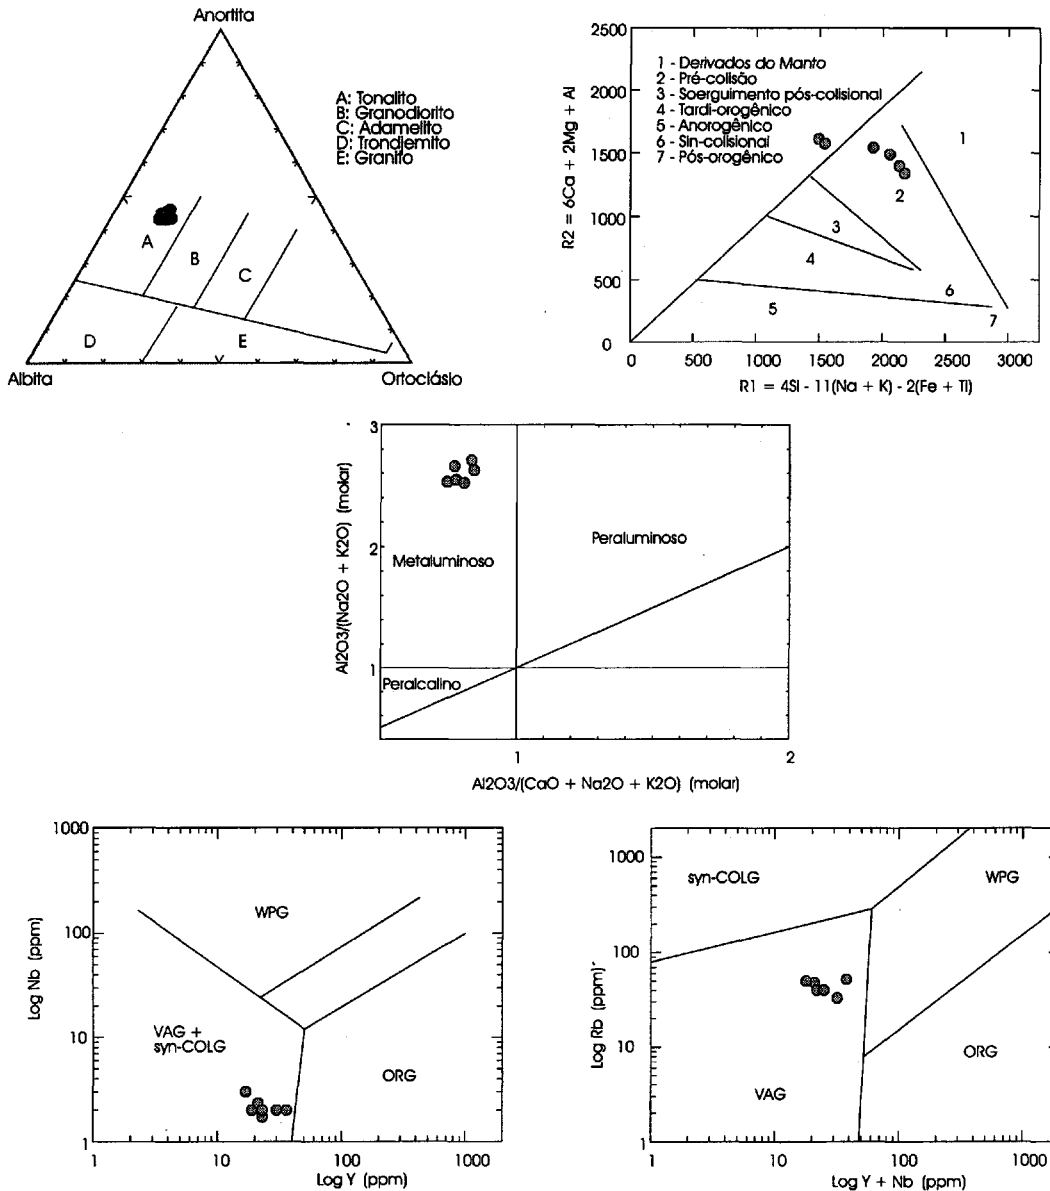 Anortita
A: Tonalito
B: Granodiorito
C: Adamelito
D: Trondjemito
E: Granito
A
B
C
D
E
Albita
Ortoclásio
R2 = 6Ca + 2Mg + Al
2500
2000
1500
1000
500
0
1 - Derivados do Manto
2 - Pré-colisão
3 - Soerguimento pós-colisional
4 - Tardi-orogênico
5 - Anorogênico
6 - Sin-colisional
7 - Pós-orogênico
1
2
3
4
5
6
7
0 500 1000 1500 2000 2500 3000
R1 = 4Si - 11(Na + K) - 2(Fe + Ti)
Al2O3/(Na2O + K2O) (molar)
3
2
1
Metaluminoso
Peraluminoso
Peralcalino
1 2
Al2O3/(CaO + Na2O + K2O) (molar)
Log Nb (ppm)
1000
100
10
1
WPG
VAG +
syn-COLG
ORG
1 10 100 1000
Log Y (ppm)
Log Rb (ppm)
1000
100
10
1
syn-COLG
WPG
VAG
ORG
1 10 100 1000
Log Y + Nb (ppm)